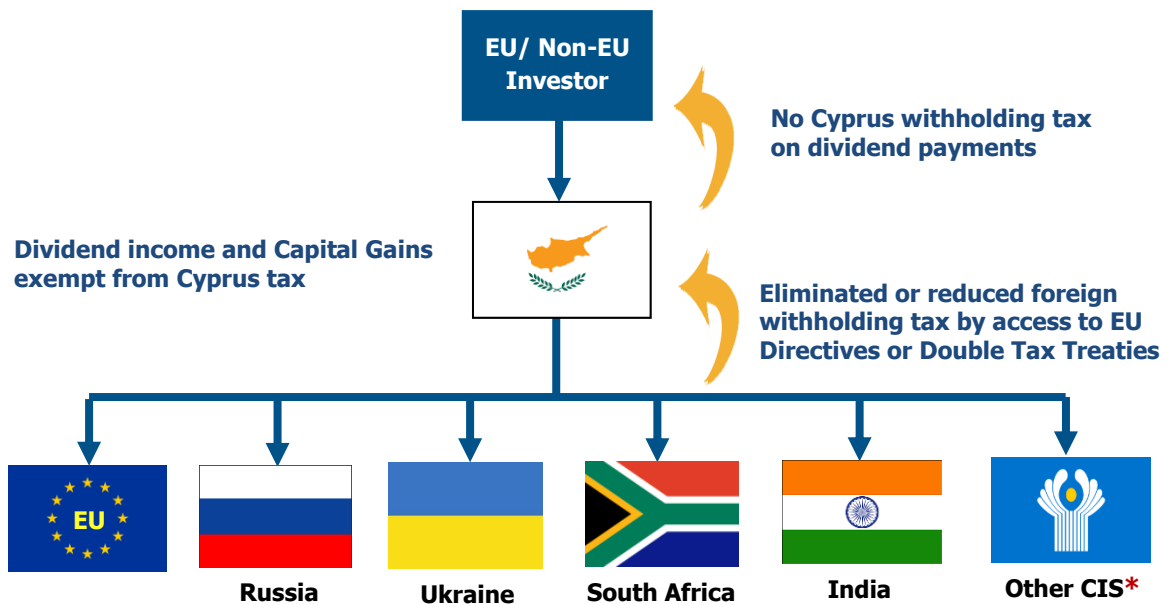 EU/ Non-EU
Investor
No Cyprus withholding tax
on dividend payments
Dividend income and Capital Gains
exempt from Cyprus tax
Eliminated or reduced foreign
withholding tax by access to EU
Directives or Double Tax Treaties
EU
Russia
Ukraine
South Africa
India
Other CIS*